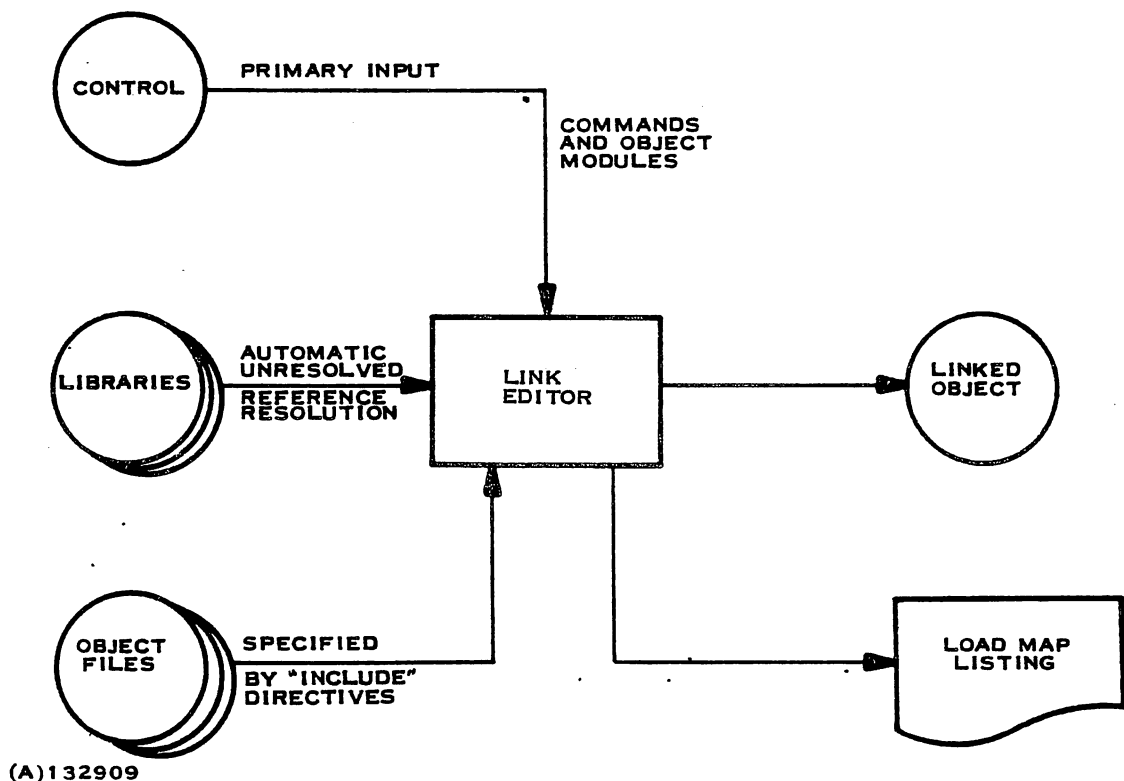 CONTROL
PRIMARY INPUT
COMMANDS
AND OBJECT
MODULES
LIBRARIES
AUTOMATIC
UNRESOLVED
REFERENCE
RESOLUTION
LINK
EDITOR
LINKED
OBJECT
OBJECT
FILES
SPECIFIED
BY "INCLUDE"
DIRECTIVES
LOAD MAP
LISTING
(A)132909